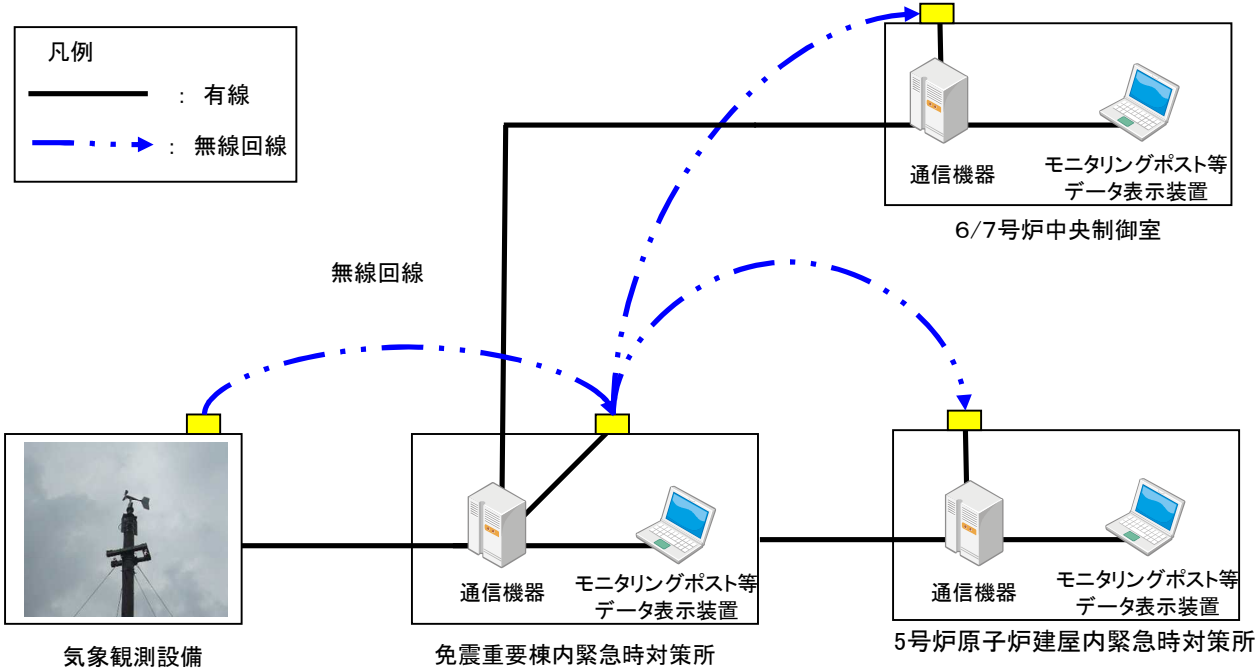 凡例
： 有線
： 無線回線
通信機器
モニタリングポスト等
データ表示装置
６/７号炉中央制御室
無線回線
通信機器
モニタリングポスト等
データ表示装置
通信機器
モニタリングポスト等
データ表示装置
気象観測設備
免震重要棟内緊急時対策所
5号炉原子炉建屋内緊急時対策所